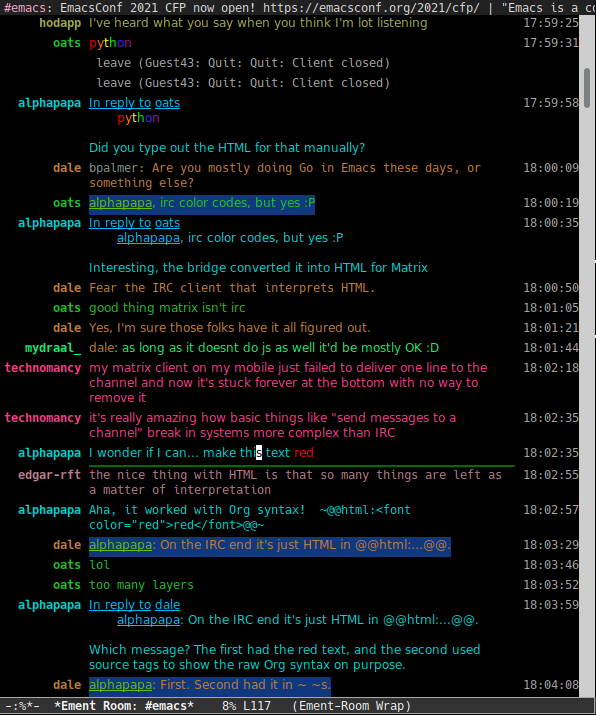 #emacs: EmacsConf 2021 CFP now open! https://emacsconf.org/2021/cfp/ | "Emacs is a co
hodapp I've heard what you say when you think I'm lot listening 17:59:25
oats python 17:59:31
leave (Guest43: Quit: Quit: Client closed)
leave (Guest43: Quit: Quit: Client closed)
alphapapa In reply to oats 17:59:58
python
Did you type out the HTML for that manually?
dale bpalmer: Are you mostly doing Go in Emacs these days, or 18:00:09
something else?
oats alphapapa, irc color codes, but yes :P 18:00:19
alphapapa In reply to oats 18:00:35
alphapapa, irc color codes, but yes :P
Interesting, the bridge converted it into HTML for Matrix
dale Fear the IRC client that interprets HTML. 18:00:50
oats good thing matrix isn't irc 18:01:05
dale Yes, I'm sure those folks have it all figured out. 18:01:21
mydraal_ dale: as long as it doesnt do js as well it'd be mostly OK :D 18:01:44
technomancy my matrix client on my mobile just failed to deliver one line to the 18:02:18
channel and now it's stuck forever at the bottom with no way to
remove it
technomancy it's really amazing how basic things like "send messages to a 18:02:35
channel" break in systems more complex than IRC
alphapapa I wonder if I can... make this text red 18:02:35
edgar-rft the nice thing with HTML is that so many things are left as 18:02:55
a matter of interpretation
alphapapa Aha, it worked with Org syntax! ~@@html:<font 18:02:57
color="red">red</font>@@~
dale alphapapa: On the IRC end it's just HTML in @@html:...@@. 18:03:29
oats lol 18:03:46
oats too many layers 18:03:52
alphapapa In reply to dale 18:03:59
alphapapa: On the IRC end it's just HTML in @@html:...@@.
Which message? The first had the red text, and the second used
source tags to show the raw Org syntax on purpose.
dale alphapapa: First. Second had it in ~ ~s. 18:04:08
-:%*- *Ement Room: #emacs* 8% L117 (Ement-Room Wrap)